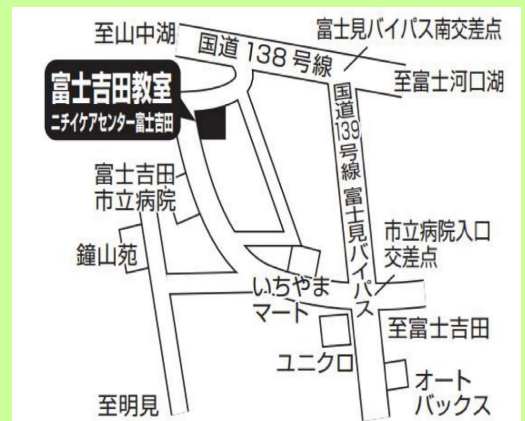 至山中湖
富士見バイパス南交差点
国道138号線
至富士河口湖
富士吉田教室
ニチイケアセンター富士吉田
国道139号線 富士見バイパス
富士吉田
市立病院
鐘山苑
市立病院入口
交差点
いちやま
マート
至富士吉田
ユニクロ
オート
バックス
至明見